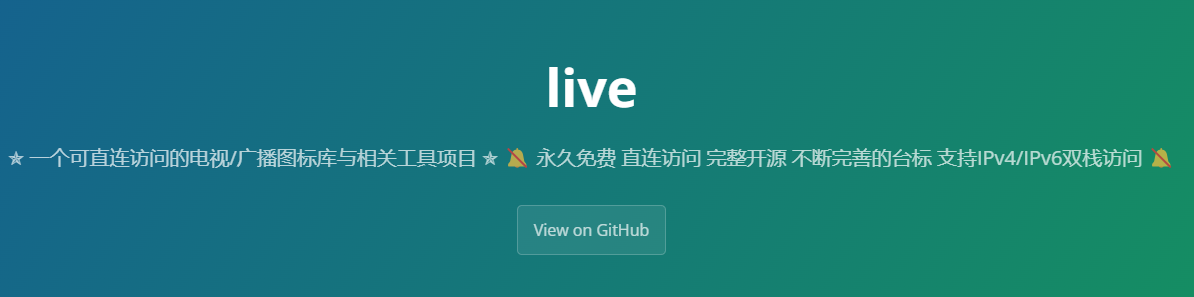 live
✯ 一个可直连访问的电视/广播图标库与相关工具项目 ✯ 🔕 永久免费 直连访问 完整开源 不断完善的台标 支持IPv4/IPv6双栈访问 🔕
View on GitHub